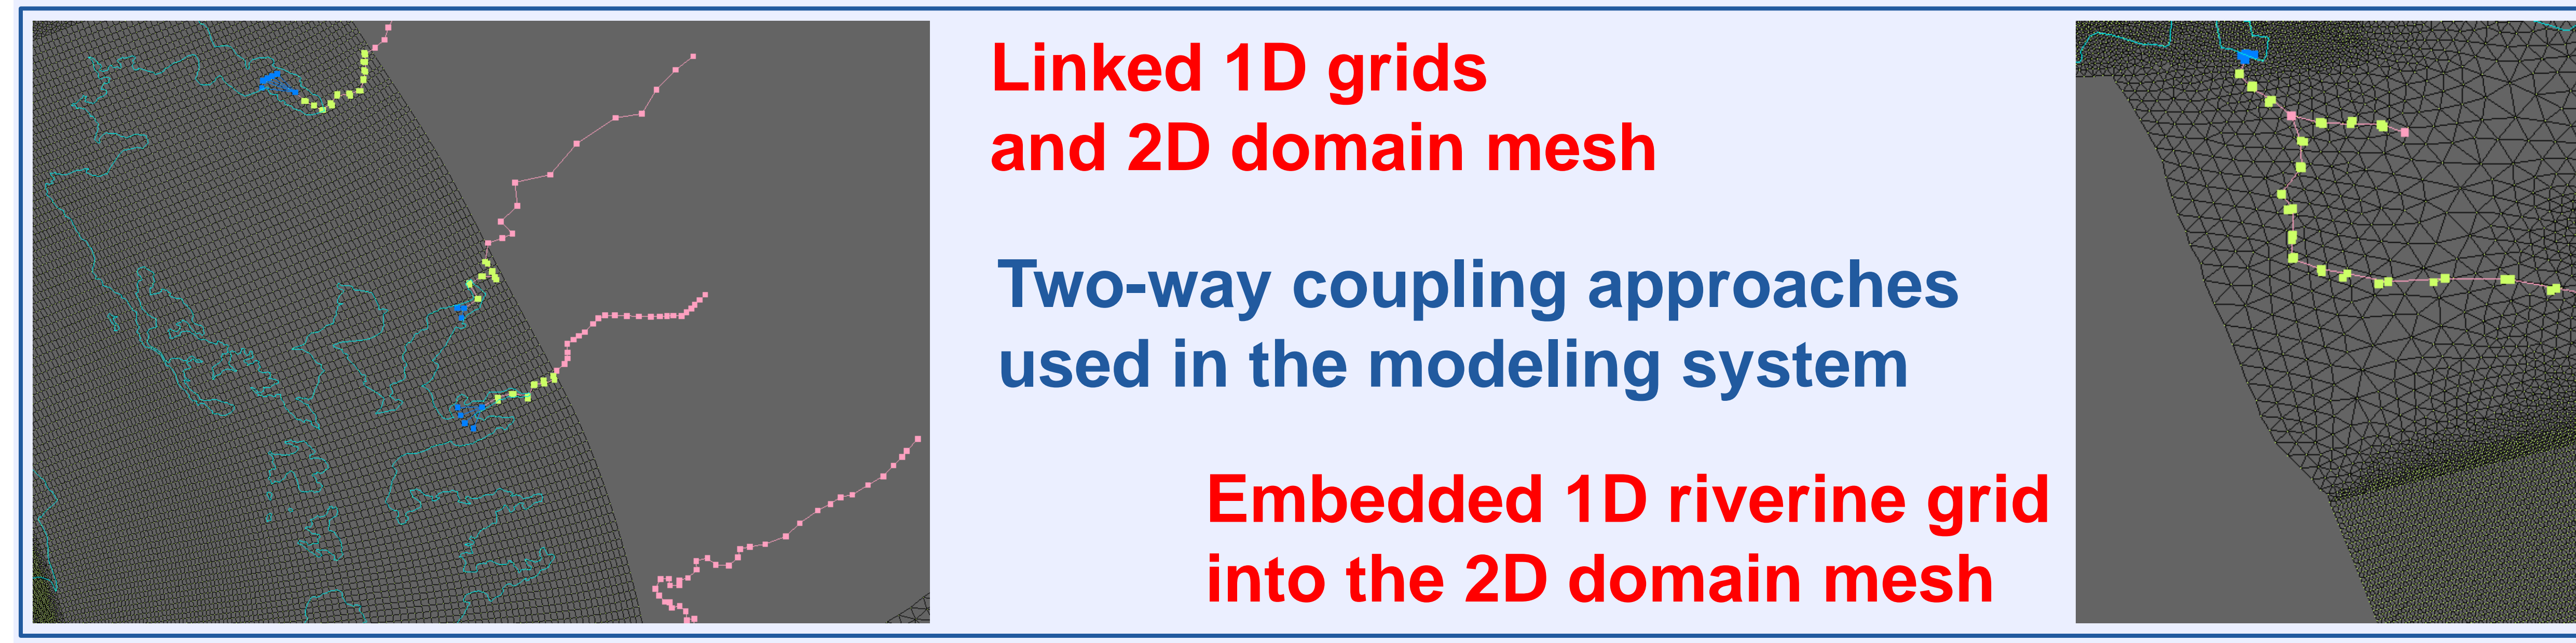 Linked 1D grids
and 2D domain mesh
Two-way coupling approaches
used in the modeling system
Embedded 1D riverine grid
into the 2D domain mesh